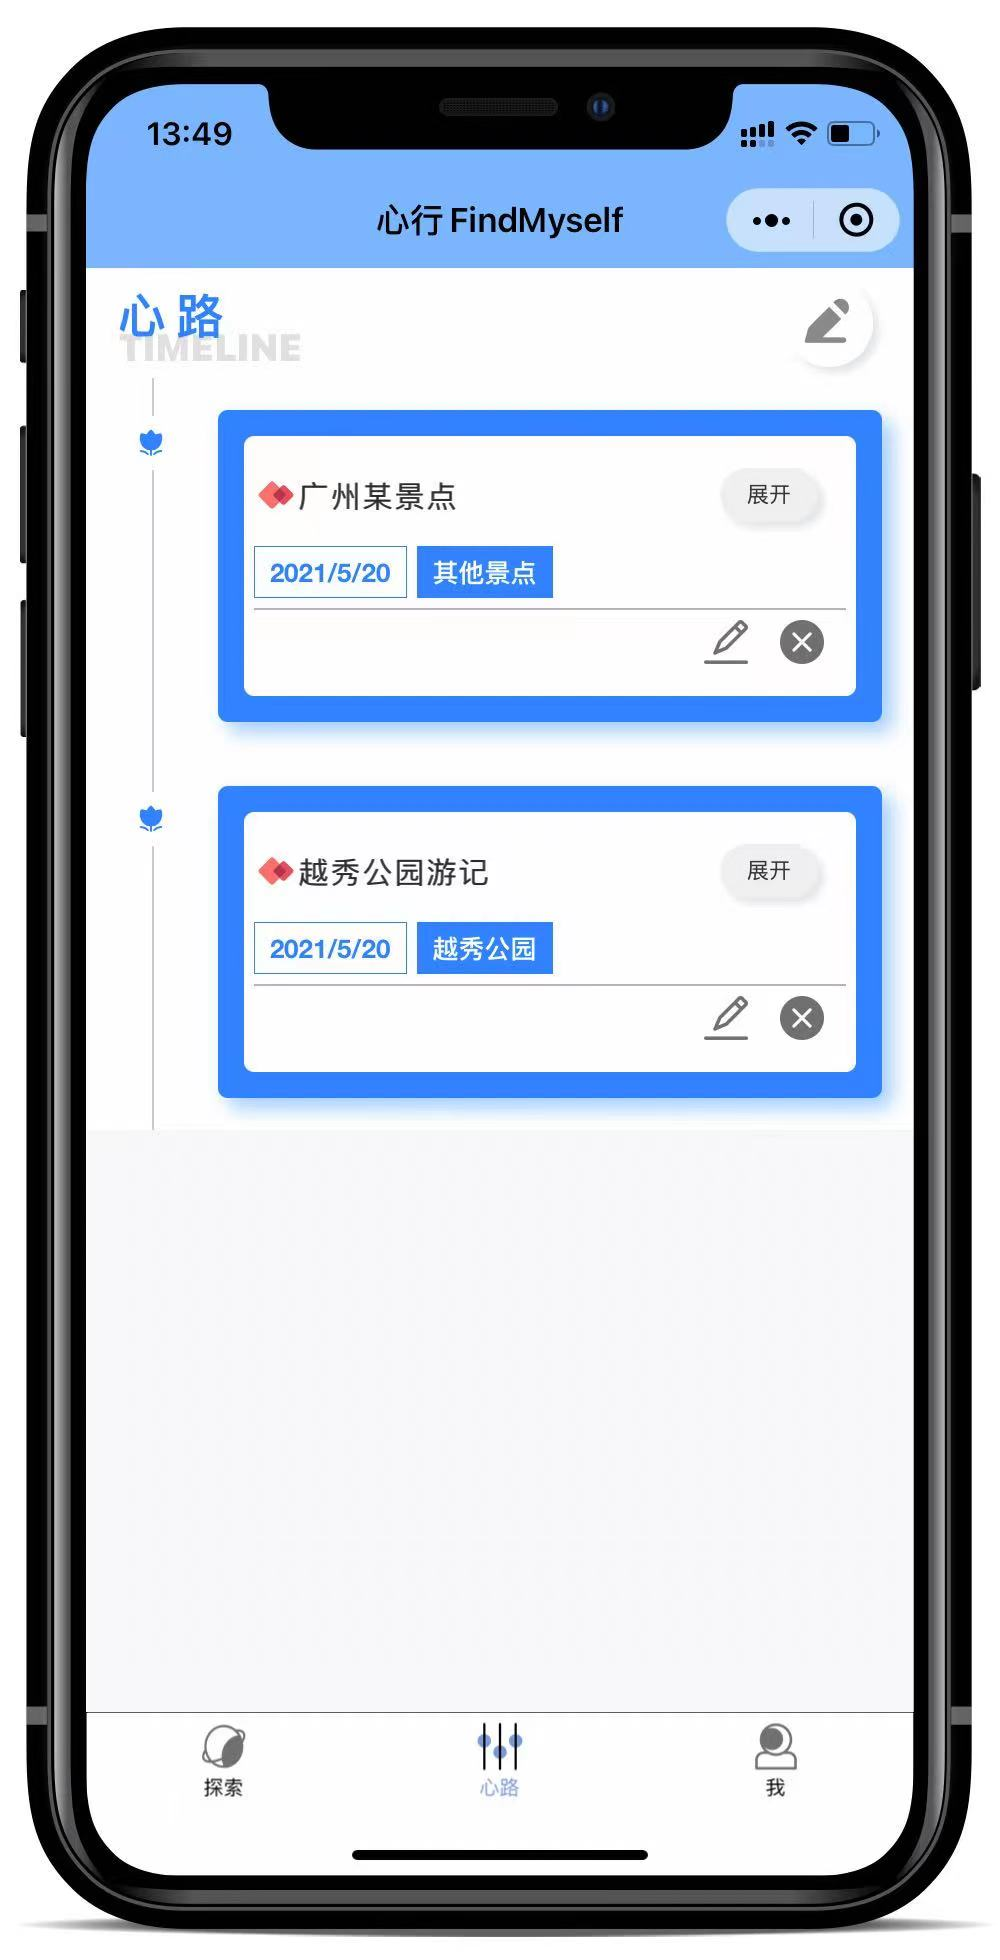 13:49
心行 FindMyself
心路
TIMELINE
广州某景点
展开
2021/5/20
其他景点
越秀公园游记
展开
2021/5/20
越秀公园
探索
心路
我